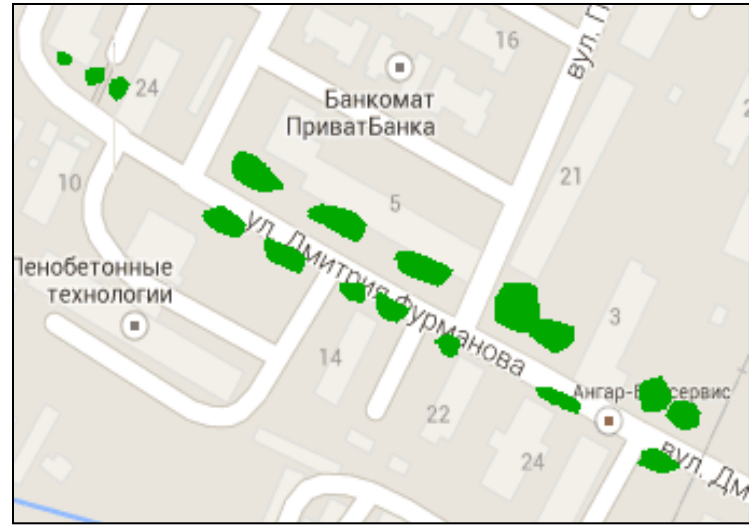 16
вул. П
Банкомат
ПриватБанка
24
10
5
21
ул. Дмитрия Фурманова
Пенобетонные
технологии
3
14
Ангар-
сервис
22
24
вул. Дм